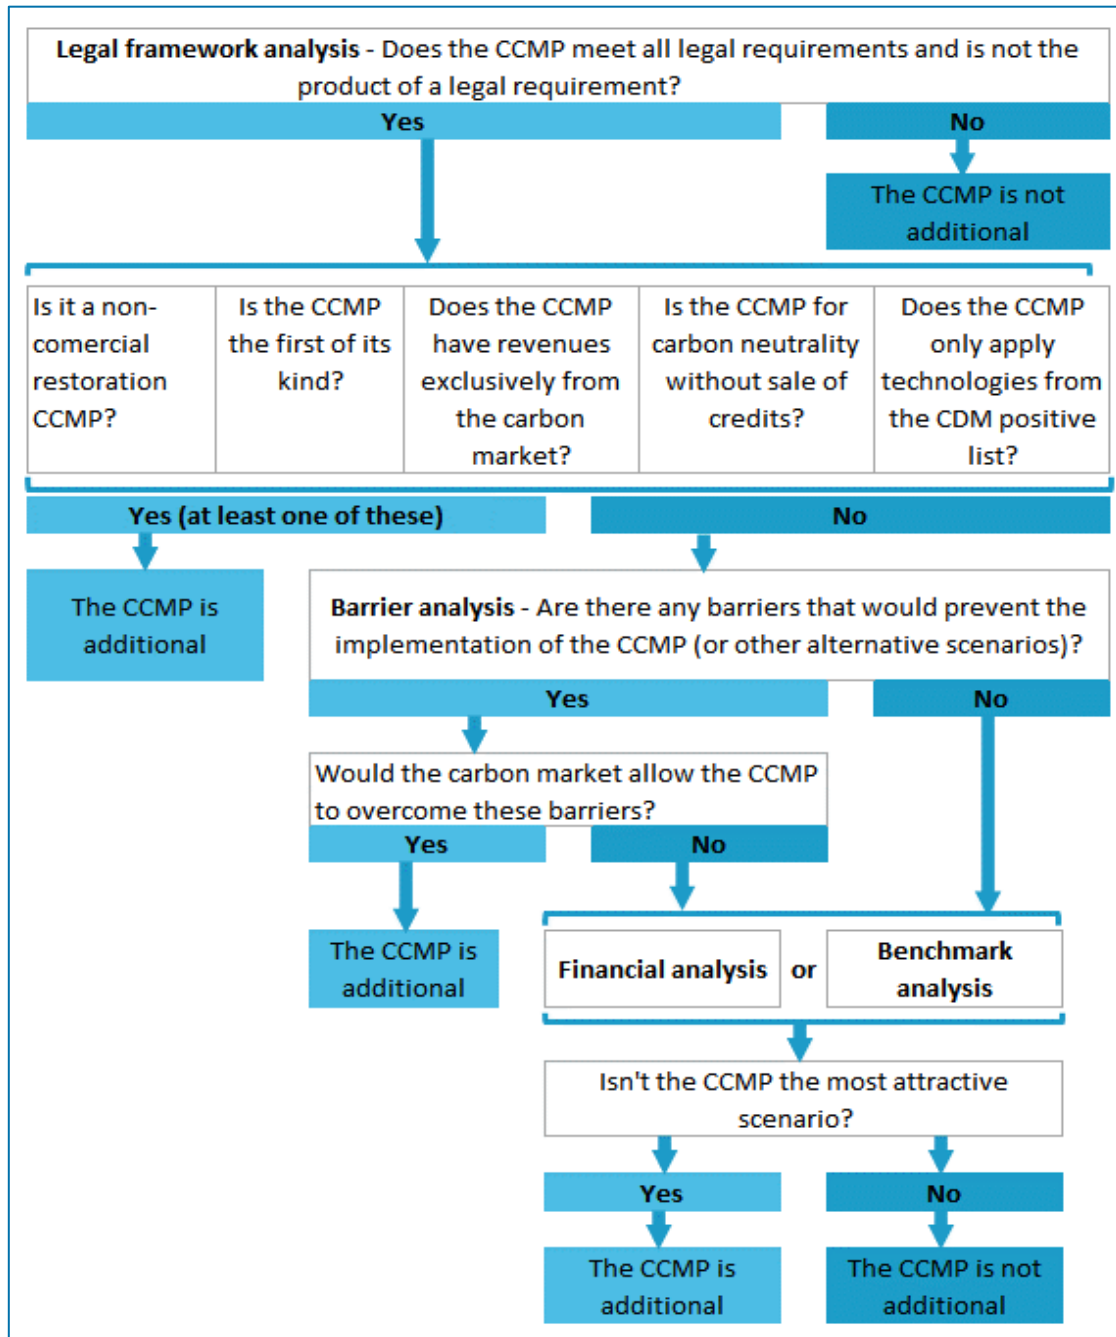 Legal framework analysis - Does the CCMP meet all legal requirements and is not the
product of a legal requirement?
Yes
No
The CCMP is not
additional
Is it a non-
comercial
restoration
CCMP?
Is the CCMP
the first of its
kind?
Does the CCMP
have revenues
exclusively from
the carbon
market?
Is the CCMP for
carbon neutrality
without sale of
credits?
Does the CCMP
only apply
technologies from
the CDM positive
list?
Yes (at least one of these)
No
The CCMP is
additional
Barrier analysis - Are there any barriers that would prevent the
implementation of the CCMP (or other alternative scenarios)?
Yes
No
Would the carbon market allow the CCMP
to overcome these barriers?
Yes
No
The CCMP is
additional
Financial analysis
or
Benchmark
analysis
Isn't the CCMP the most attractive
scenario?
Yes
No
The CCMP is
additional
The CCMP is not
additional